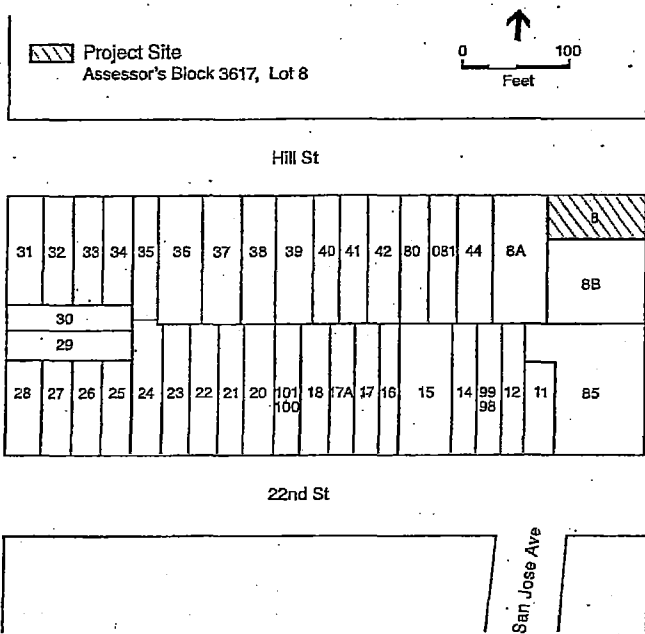 Project Site
Assessor's Block 3617, Lot 8
0 100
Feet
Hill St
31 32 33 34 35 36 37 38 39 40 41 42 80 081 44 8A 8
8B
30
29
28 27 26 25 24 23 22 21 20 101 18 17A 17 16 15 14 99 12 11 85
100 98
22nd St
San Jose Ave